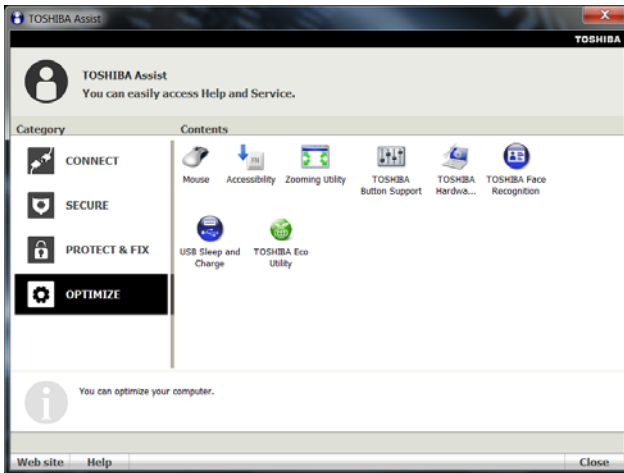 TOSHIBA Assist
TOSHIBA
TOSHIBA Assist
You can easily access Help and Service.
Category
Contents
CONNECT
SECURE
PROTECT & FIX
OPTIMIZE
Mouse
Accessibility
FN
Zooming Utility
TOSHIBA
Button Support
TOSHIBA
Hardwa...
TOSHIBA Face
Recognition
USB Sleep and
Charge
TOSHIBA Eco
Utility
You can optimize your computer.
Web site
Help
Close